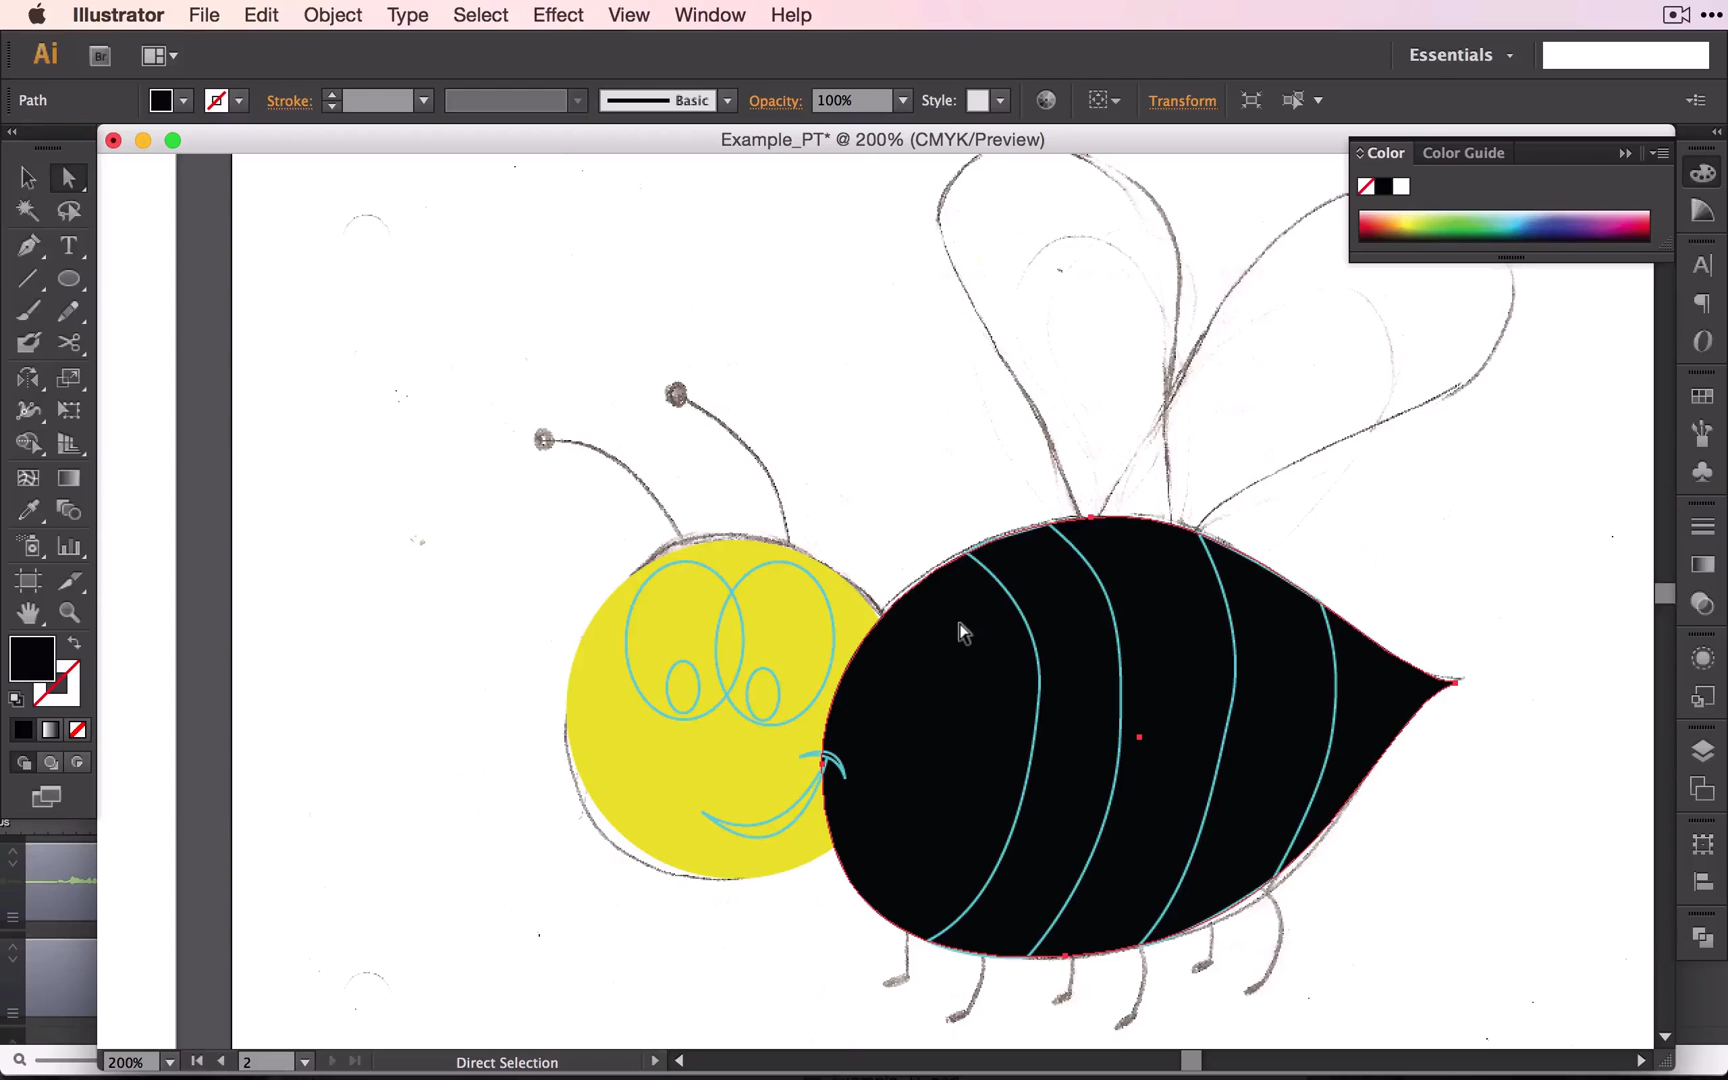 Illustrator File Edit Object Type Select Effect View Window Help
Ai Br Essentials
Path Stroke: Basic Opacity: 100% Style: Transform
Example_PT* @ 200% (CMYK/Preview)
Color Color Guide
200% 2 Direct Selection